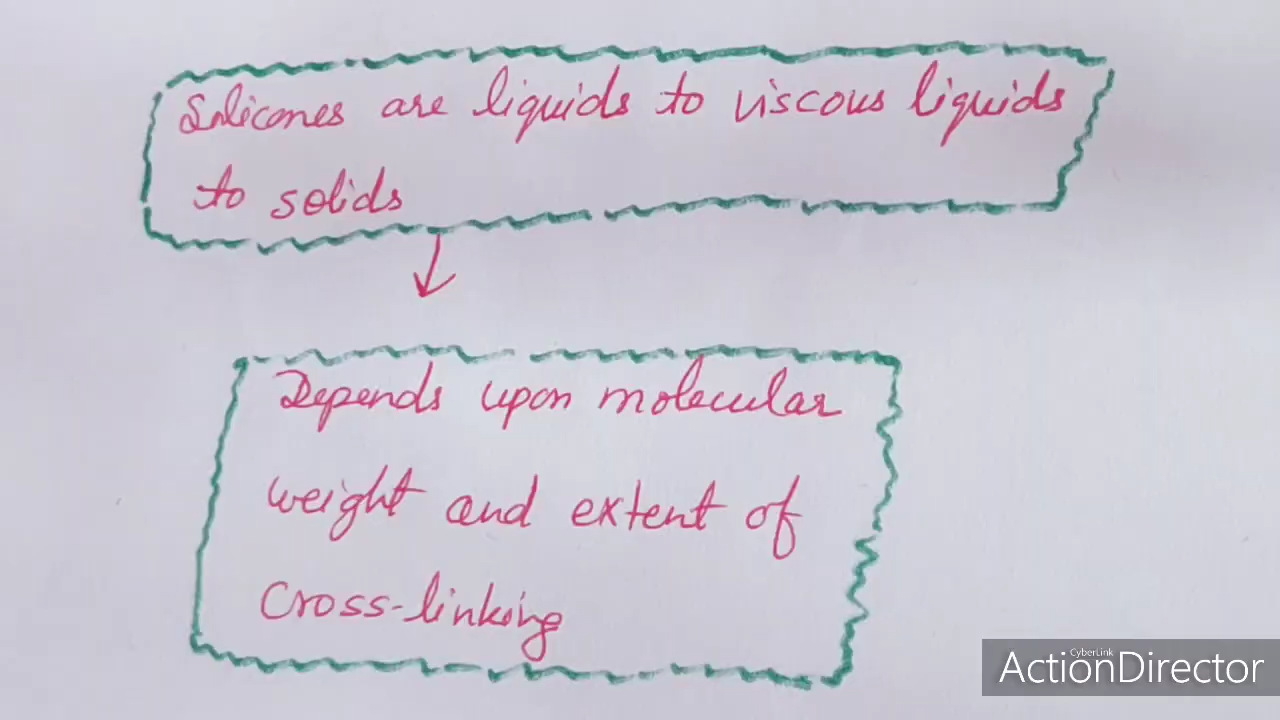 Silicones are liquids to viscous liquids
to solids
Depends upon molecular
weight and extent of
Cross-linking
CyberLink
ActionDirector